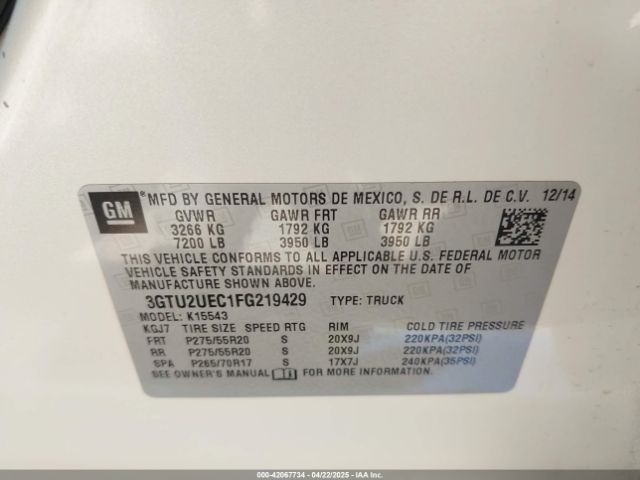 GM ® MFD BY GENERAL MOTORS DE MEXICO, S. DE R.L. DE C.V. 12/14
GVWR GAWR FRT GAWR RR
3266 KG 1792 KG 1792 KG
7200 LB 3950 LB 3950 LB
THIS VEHICLE CONFORMS TO ALL APPLICABLE U.S. FEDERAL MOTOR
VEHICLE SAFETY STANDARDS IN EFFECT ON THE DATE OF
MANUFACTURE SHOWN ABOVE.
3GTU2UEC1FG219429 TYPE: TRUCK
MODEL: K15543
KGJ7 TIRE SIZE SPEED RTG RIM COLD TIRE PRESSURE
FRT P275/55R20 S 20X9J 220KPA(32PSI)
RR P275/55R20 S 20X9J 220KPA(32PSI)
SPA P265/70R17 S 17X7J 240KPA(35PSI)
SEE OWNER'S MANUAL FOR MORE INFORMATION.
000-42067734 - 04/22/2025 - IAAI.COM